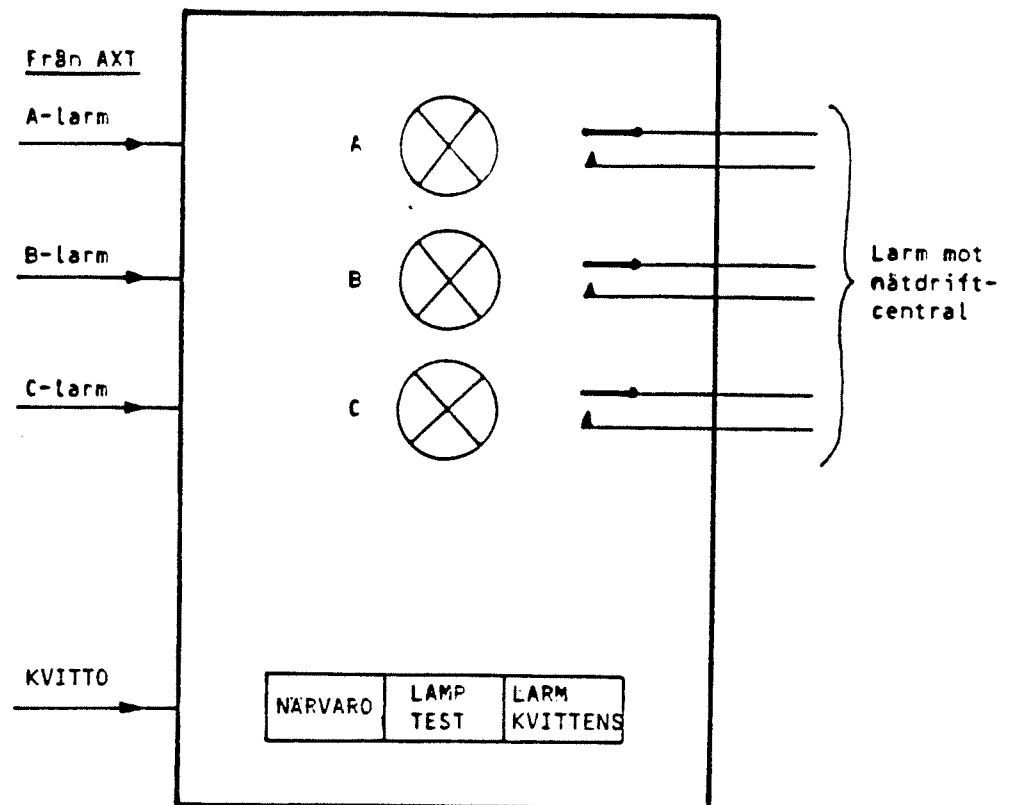 Från AXT
A-larm
A
B-larm
B
Larm mot
nätdrift-
central
C-larm
C
KVITTO
NÄRVARO
LAMP
TEST
LARM
KVITTENS